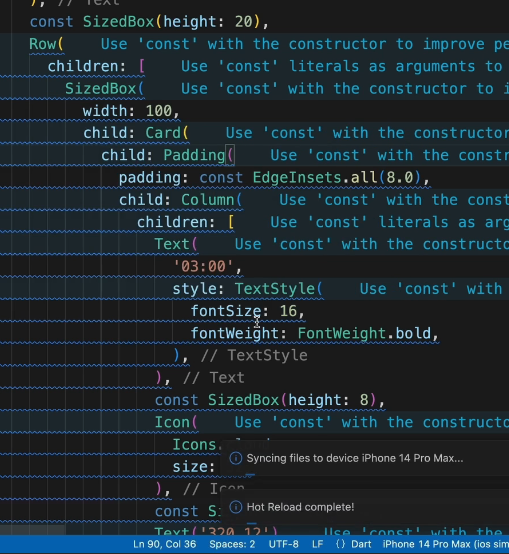 ), // Text
const SizedBox(height: 20),
Row( Use 'const' with the constructor to improve pe
children: [ Use 'const' literals as arguments to
SizedBox( Use 'const' with the constructor to i
width: 100,
child: Card( Use 'const' with the constructor
child: Padding( Use 'const' with the constr
padding: const EdgeInsets.all(8.0),
child: Column( Use 'const' with the const
children: [ Use 'const' literals as arg
Text( Use 'const' with the constructo
'03:00',
style: TextStyle( Use 'const' with
fontSize: 16,
fontWeight: FontWeight.bold,
), // TextStyle
), // Text
const SizedBox(height: 8),
Icon( Use 'const' with the constructo
Icons.
size:
Syncing files to device iPhone 14 Pro Max...
), // Icon
const S
Hot Reload complete!
Text('320.12') Use 'const' with the
Ln 90, Col 36 Spaces: 2 UTF-8 LF {} Dart iPhone 14 Pro Max (ios sim